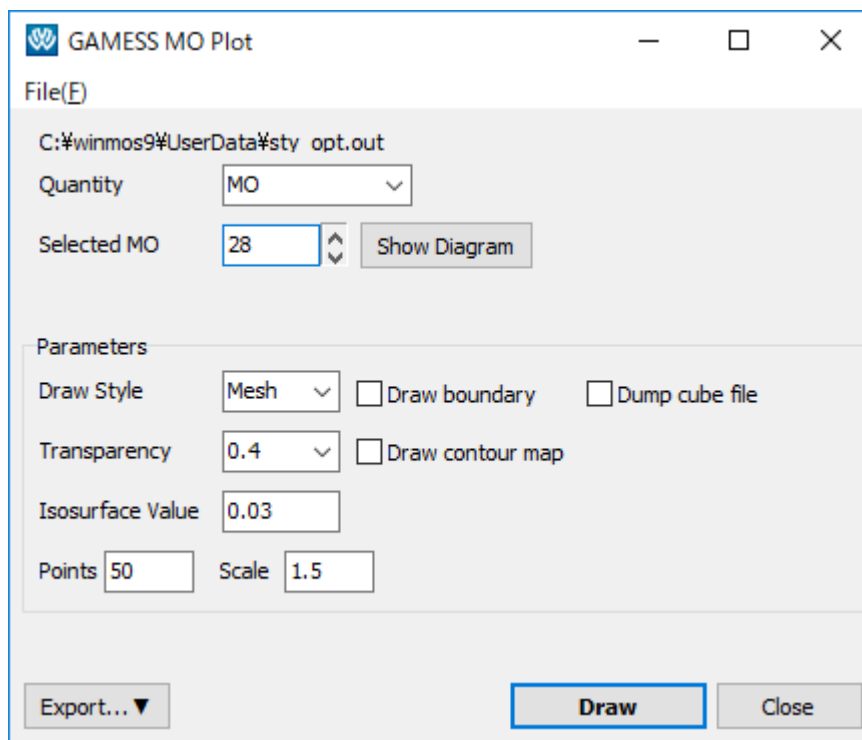 GAMESS MO Plot
File(F)
C:¥winmos9¥UserData¥sty_opt.out
Quantity MO
Selected MO 28 Show Diagram
Parameters
Draw Style Mesh Draw boundary Dump cube file
Transparency 0.4 Draw contour map
Isosurface Value 0.03
Points 50 Scale 1.5
Export...▼ Draw Close